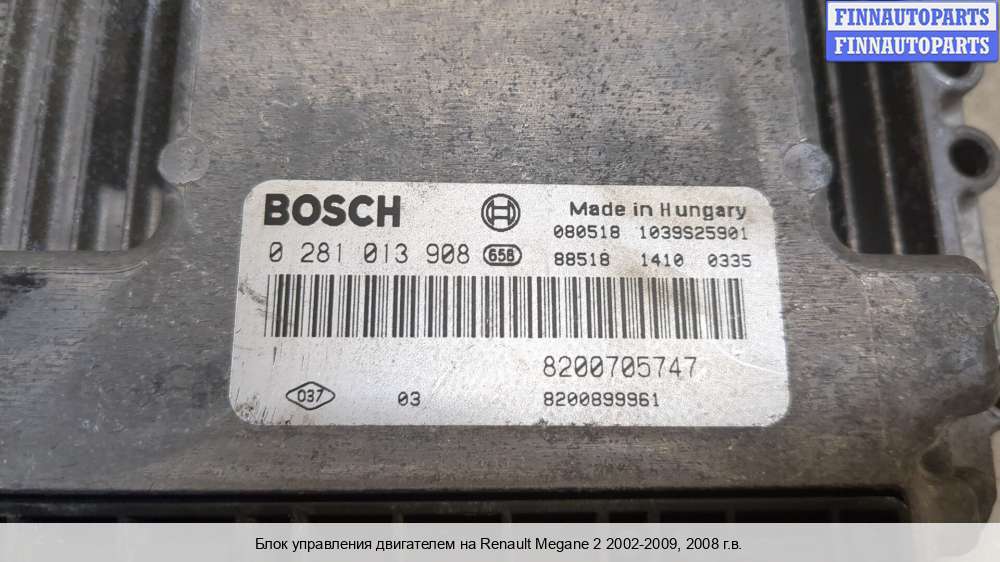 FINNAUTOPARTS
FINNAUTOPARTS
BOSCH
Made in Hungary
080518 1039S25901
0 281 013 908 656
88518 1410 0335
8200705747
037 03 8200899961
Блок управления двигателем на Renault Megane 2 2002-2009, 2008 г.в.